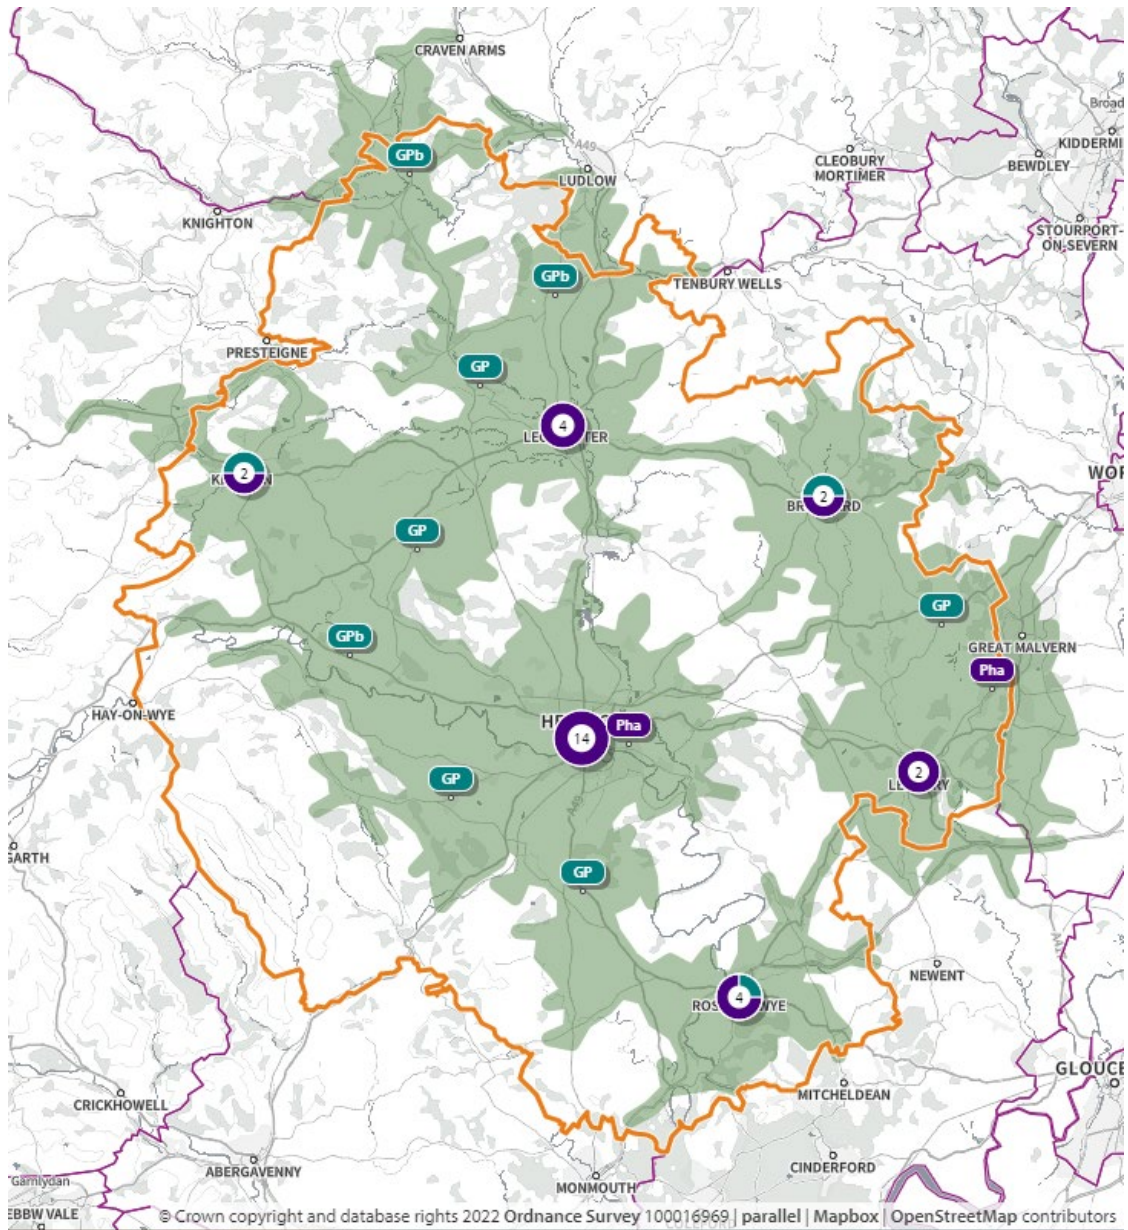 CRAVEN ARMS
Broad
KIDDERMI
CLEOBURY
MORTIMER
BEWDLEY
A49
GPb
LUDLOW
KNIGHTON
STOURPORT-
ON-SEVERN
GPb
TENBURY WELLS
PRESTEIGNE
GP
4
2
WOR
2
GP
GP
GPb
GREAT MALVERN
Pha
HAY-ON-WYE
Pha
14
2
GP
A49
GARTH
GP
A41
NEWENT
4
GLOUCE
MITCHELDEAN
CRICKHOWELL
CINDERFORD
ABERGAVENNY
MONMOUTH
EBBW VALE
© Crown copyright and database rights 2022 Ordnance Survey 100016969 | parallel | Mapbox | OpenStreetMap contributors